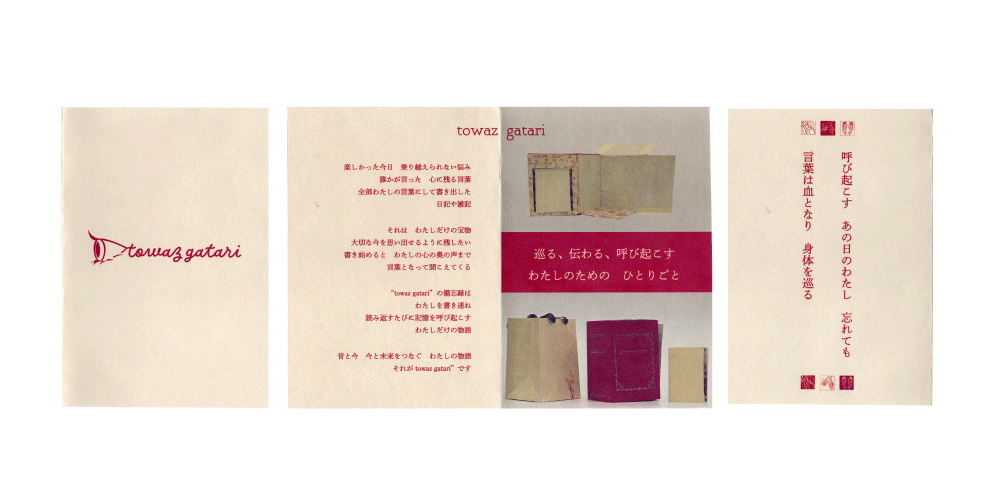 towaz gatari
towaz gatari
楽しかった今日　乗り越えられない悩み
誰かが言った　心に残る言葉
全部わたしの言葉にして書き出した
日記や雑記
それは　わたしだけの宝物
大切な今を思い出せるように残したい
書き始めると　わたしの心の奥の声まで
言葉となって聞こえてくる
“towaz gatari”の備忘録は
わたしを書き連ね
読み返すたびに記憶を呼び起こす
わたしだけの物語
昔と今　今と未来をつなぐ　わたしの物語
それが towaz gatari”です
巡る、伝わる、呼び起こす
わたしのための　ひとりごと
呼び起こす　あの日のわたし　忘れても
言葉は血となり　身体を巡る